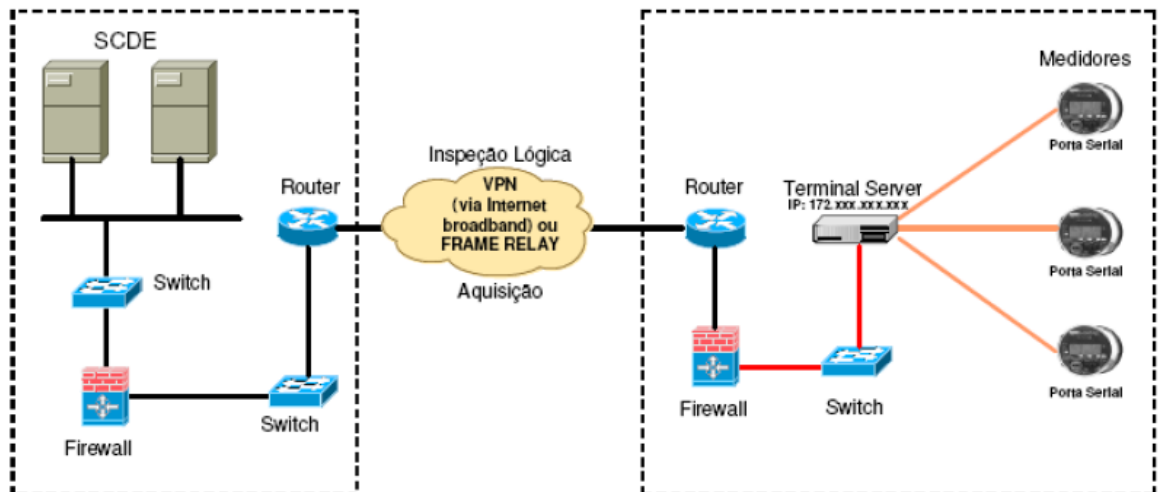 SCDE
Router
Switch
Firewall
Switch
Inspeção Lógica
VPN
(via Internet
broadband) ou
FRAME RELAY
Aquisição
Router
Terminal Server
IP: 172.xxx.xxx.xxx
Firewall
Switch
Medidores
Porta Serial
Porta Serial
Porta Serial